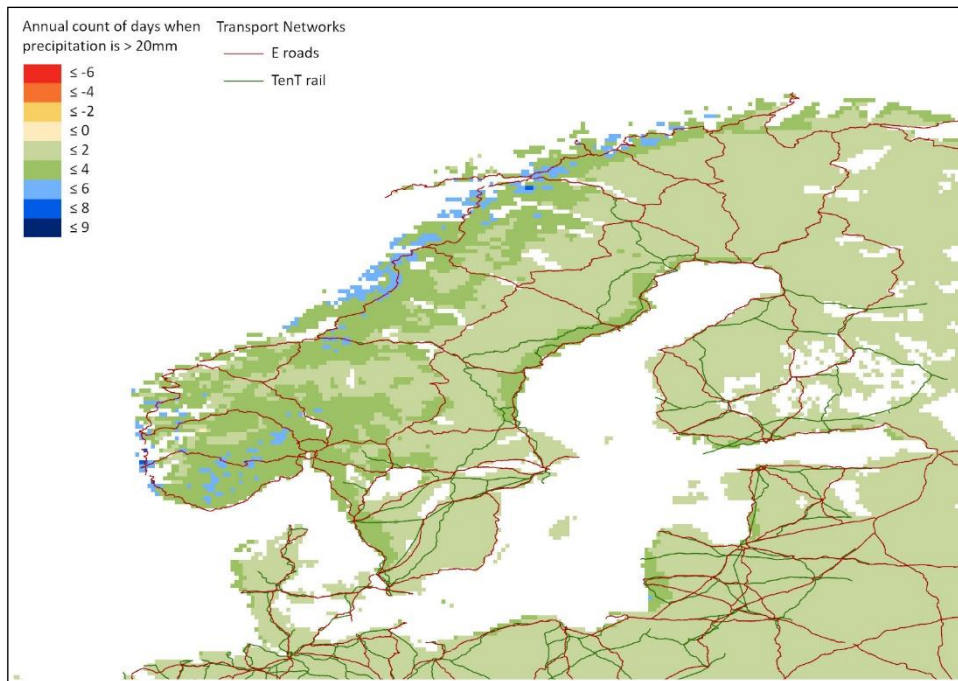 Annual count of days when
precipitation is > 20mm
≤ -6
≤ -4
≤ -2
≤ 0
≤ 2
≤ 4
≤ 6
≤ 8
≤ 9
Transport Networks
E roads
TenT rail